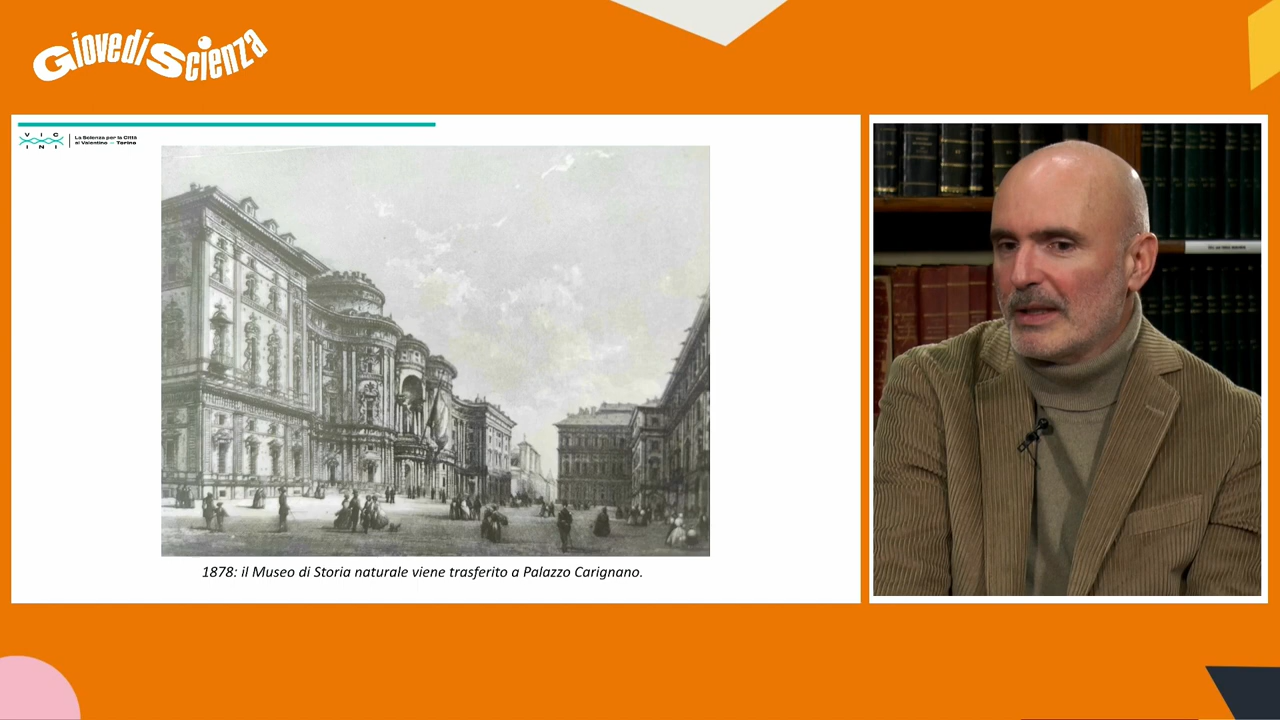 GiovedìScienza
V I C
I N I
La Scienza per la Città
al Valentino — Torino
1878: il Museo di Storia naturale viene trasferito a Palazzo Carignano.